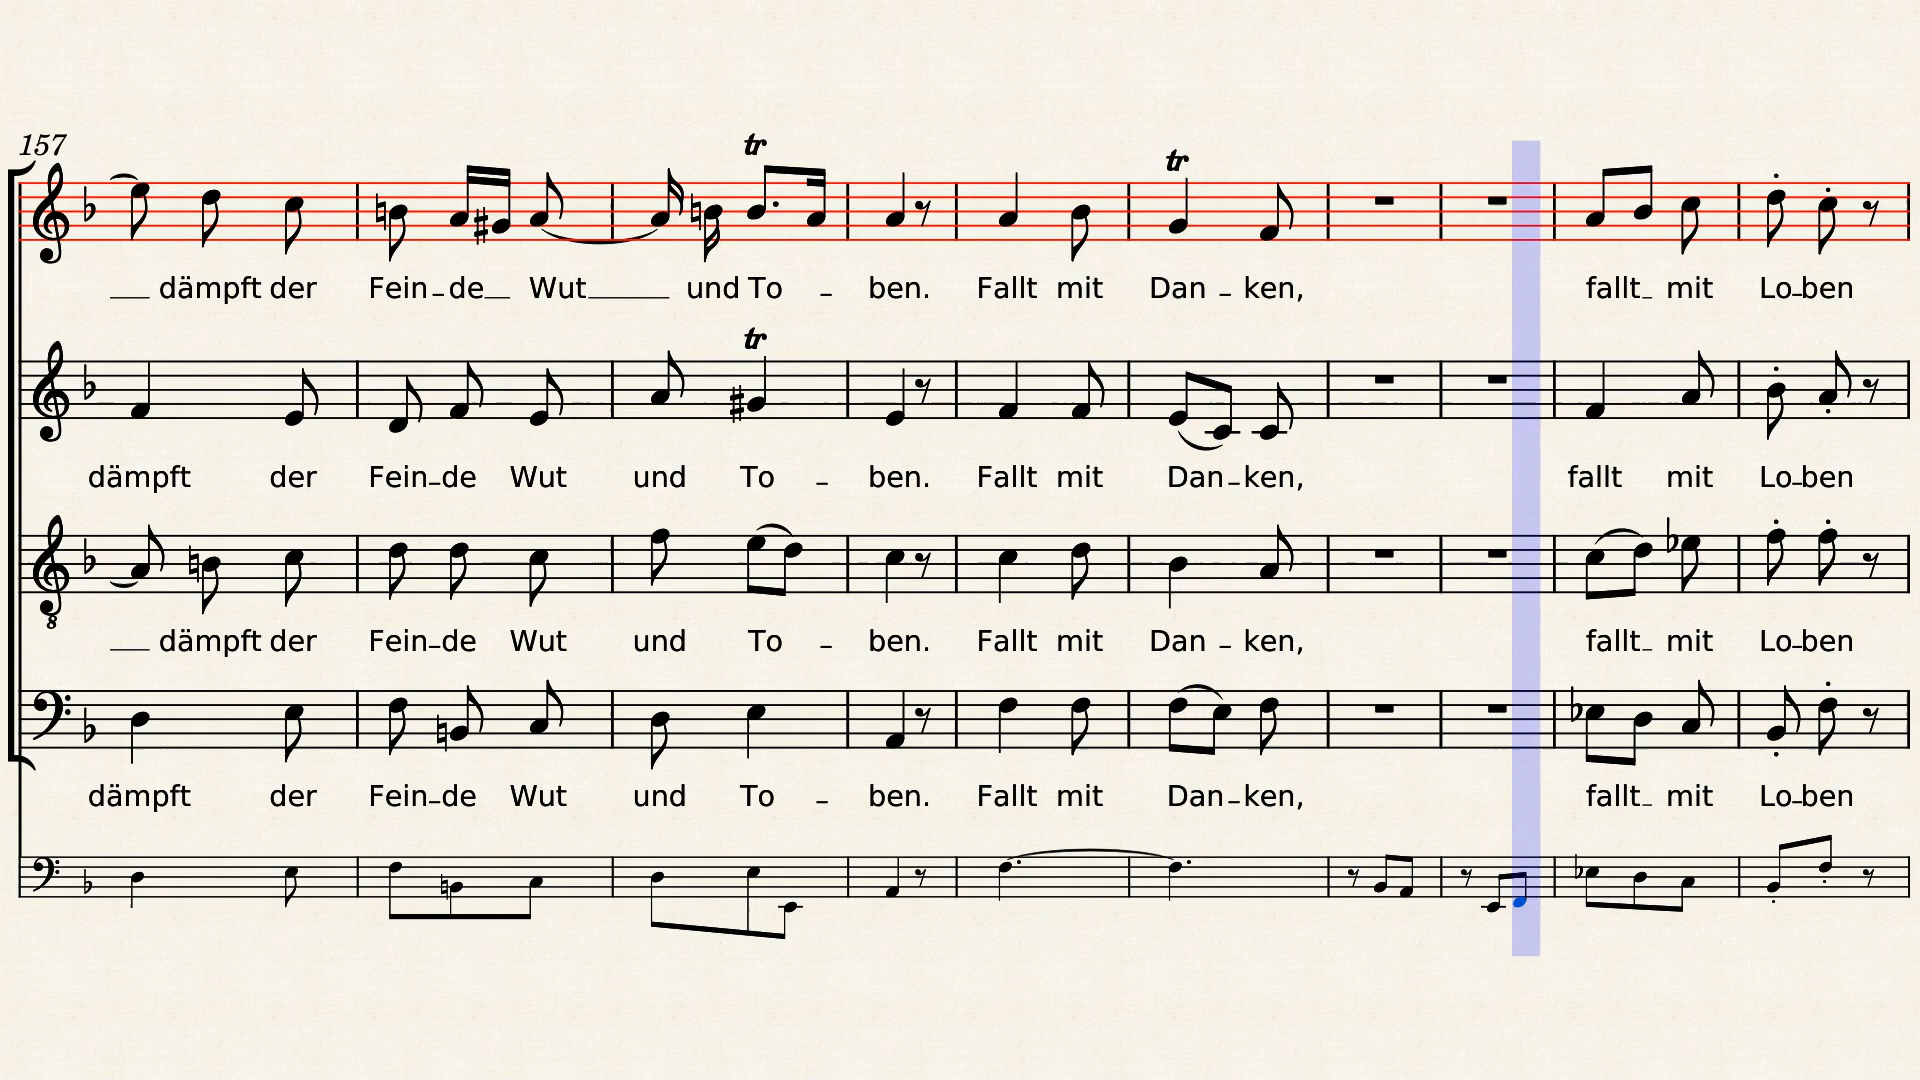 157
tr
tr
dämpft der Fein-de Wut und To - ben. Fallt mit Dan - ken, fallt mit Lo-ben
tr
dämpft der Fein-de Wut und To - ben. Fallt mit Dan-ken, fallt mit Lo-ben
8
dämpft der Fein-de Wut und To - ben. Fallt mit Dan - ken, fallt mit Lo-ben
dämpft der Fein-de Wut und To - ben. Fallt mit Dan-ken, fallt mit Lo-ben